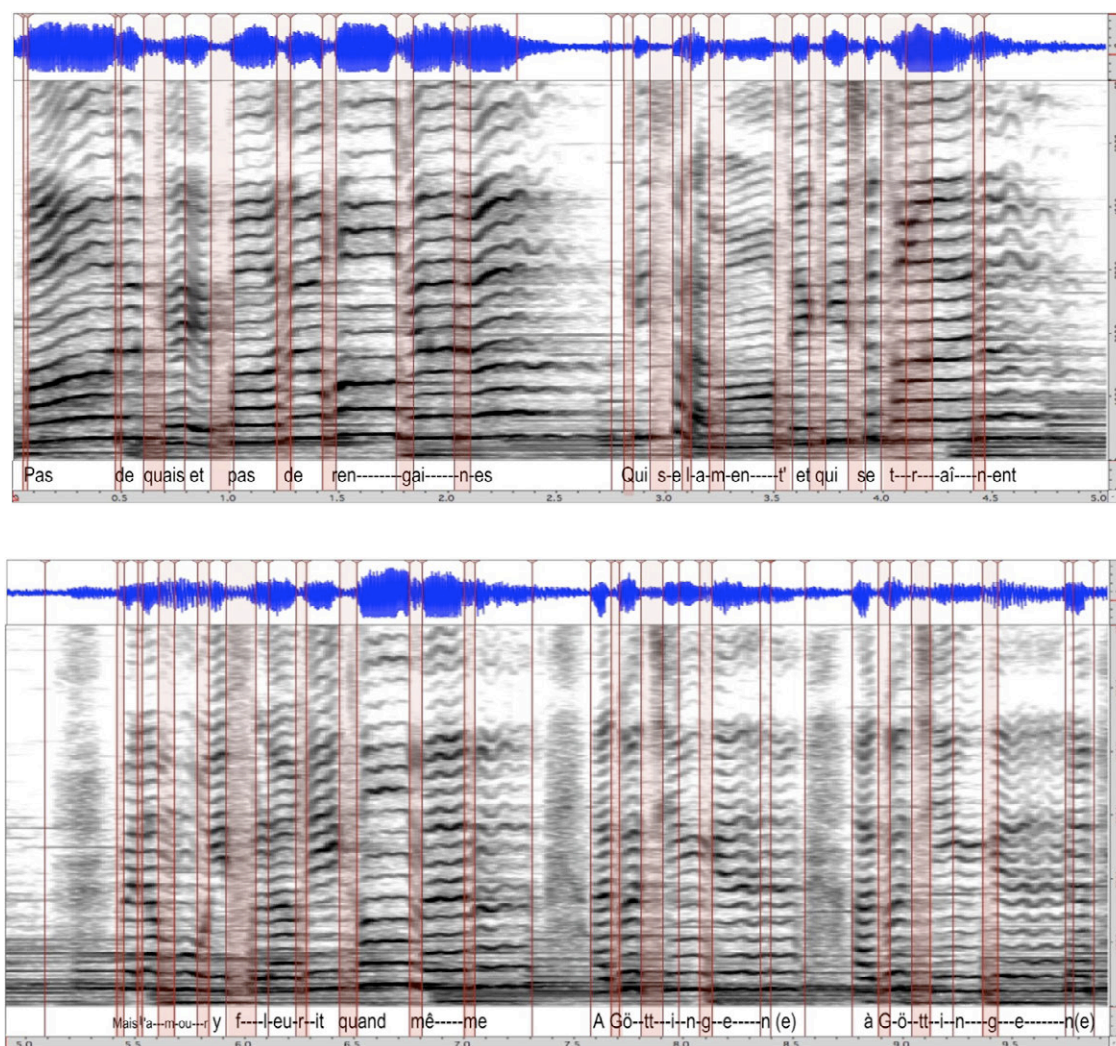 Pas de quais et pas de ren--------gai-----n-es Qui s-e l-a-m-en-----t' et qui se t---r----aî---n-ent
0.5 1.0 1.5 2.0 2.5 3.0 3.5 4.0 4.5 5.0
Mais l'a---m-ou---r y f----l-eu-r--it quand mê-----me A Gö--tt---i--n-g---e-----n (e) à G-ö--tt--i--n----g---e-------n(e)
5.0 5.5 6.0 6.5 7.0 7.5 8.0 8.5 9.0 9.5